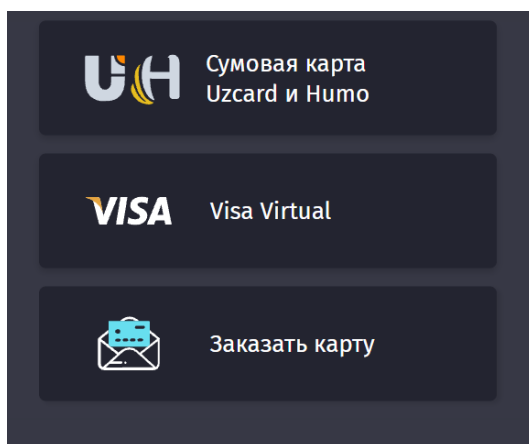 UH
Сумовая карта
Uzcard и Humo
VISA
Visa Virtual
Заказать карту